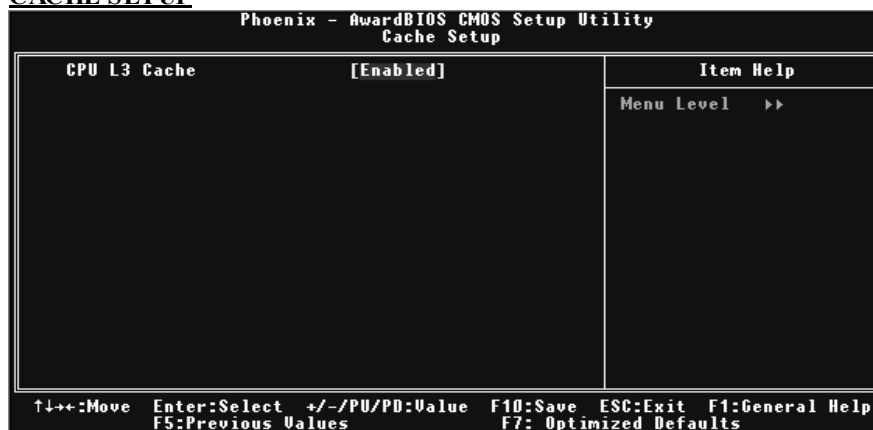 CACHE SETUP
Phoenix - AwardBIOS CMOS Setup Utility
Cache Setup
CPU L3 Cache [Enabled]
Item Help
Menu Level ▸▸
↑↓→←:Move Enter:Select +/-/PU/PD:Value F10:Save ESC:Exit F1:General Help
F5:Previous Values F7: Optimized Defaults